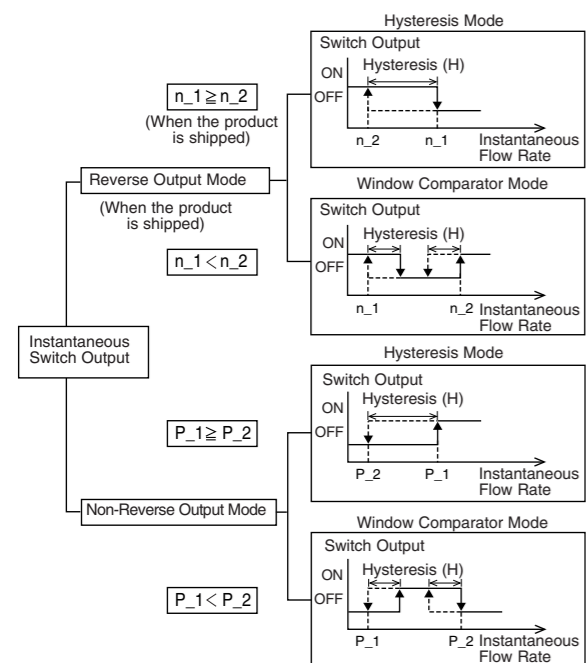 Hysteresis Mode
Switch Output
ON
Hysteresis (H)
OFF
n_2
n_1
Instantaneous
Flow Rate
n_1≧n_2
(When the product
is shipped)
Reverse Output Mode
(When the product
is shipped)
Window Comparator Mode
Switch Output
ON
Hysteresis (H)
OFF
n_1
n_2
Instantaneous
Flow Rate
n_1<n_2
Instantaneous
Switch Output
Hysteresis Mode
Switch Output
ON
Hysteresis (H)
OFF
P_2
P_1
Instantaneous
Flow Rate
P_1≧P_2
Non-Reverse Output Mode
Window Comparator Mode
Switch Output
ON
Hysteresis (H)
OFF
P_1
P_2
Instantaneous
Flow Rate
P_1<P_2